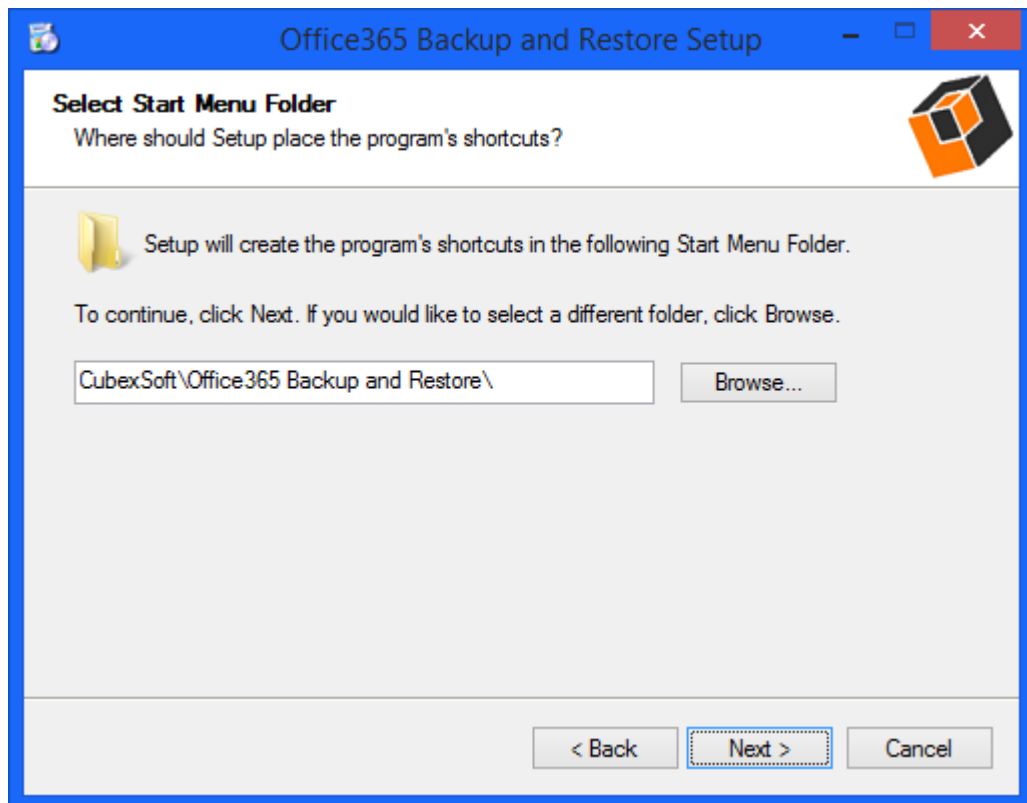 Office365 Backup and Restore Setup
Select Start Menu Folder
Where should Setup place the program's shortcuts?
Setup will create the program's shortcuts in the following Start Menu Folder.
To continue, click Next. If you would like to select a different folder, click Browse.
CubexSoft\Office365 Backup and Restore\
Browse...
< Back
Next >
Cancel